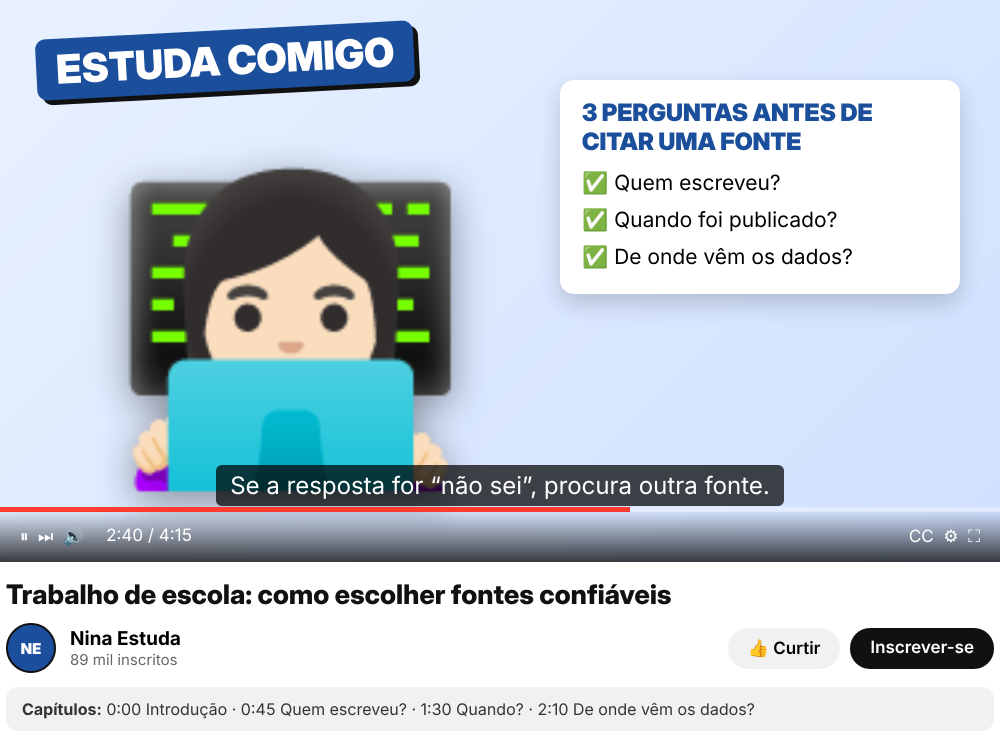 ESTUDA COMIGO
3 PERGUNTAS ANTES DE
CITAR UMA FONTE
✅ Quem escreveu?
✅ Quando foi publicado?
✅ De onde vêm os dados?
Se a resposta for “não sei”, procura outra fonte.
2:40 / 4:15
CC
Trabalho de escola: como escolher fontes confiáveis
NE
Nina Estuda
89 mil inscritos
👍 Curtir
Inscrever-se
Capítulos: 0:00 Introdução · 0:45 Quem escreveu? · 1:30 Quando? · 2:10 De onde vêm os dados?